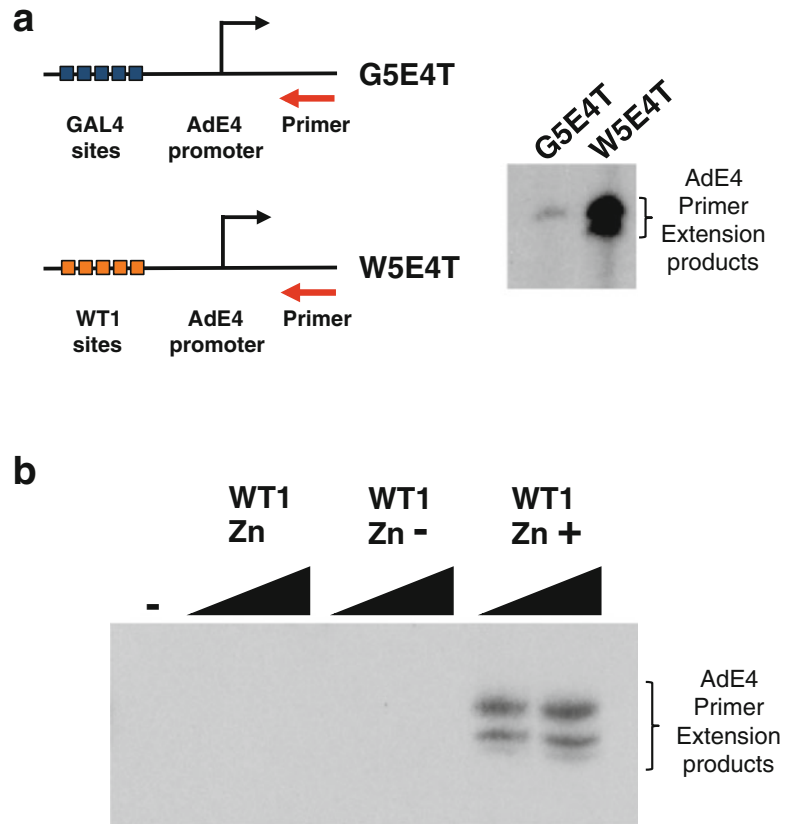 a
G5E4T
GAL4
sites
AdE4
promoter
Primer
W5E4T
WT1
sites
AdE4
promoter
Primer
G5E4T
W5E4T
AdE4
Primer
Extension
products
b
-
WT1
Zn
WT1
Zn -
WT1
Zn +
AdE4
Primer
Extension
products